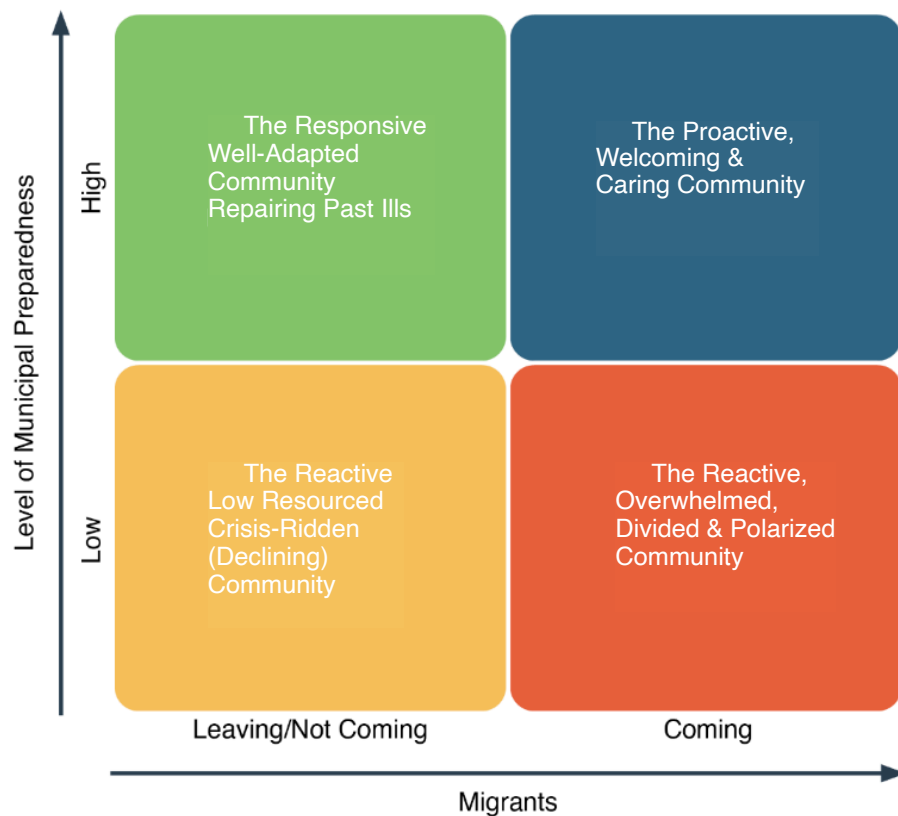 Level of Municipal Preparedness
High
The Responsive
Well-Adapted
Community
Repairing Past Ills
The Proactive,
Welcoming &
Caring Community
Low
The Reactive
Low Resourced
Crisis-Ridden
(Declining)
Community
The Reactive,
Overwhelmed,
Divided & Polarized
Community
Leaving/Not Coming
Coming
Migrants